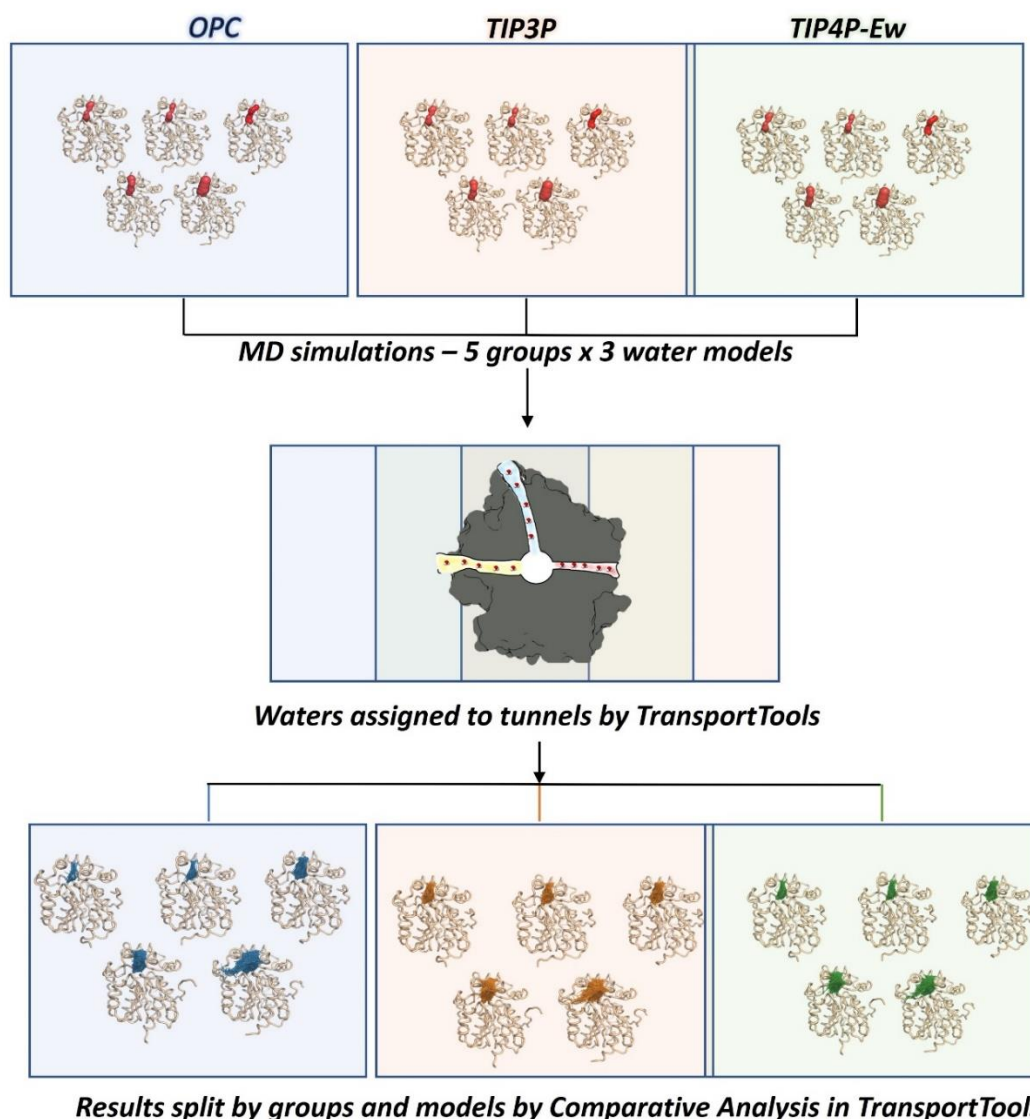 OPC
TIP3P
TIP4P-Ew
MD simulations – 5 groups x 3 water models
Waters assigned to tunnels by TransportTools
Results split by groups and models by Comparative Analysis in TransportTool